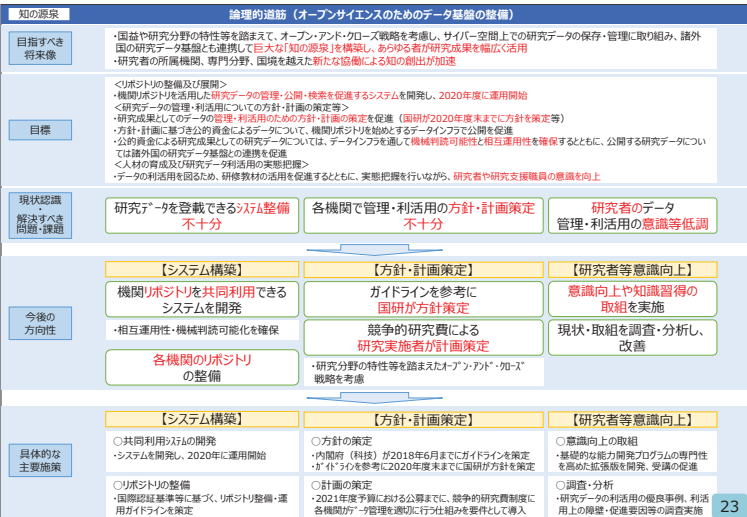 知の源泉
論理的道筋（オープンサイエンスのためのデータ基盤の整備）
目指すべき
将来像
・国益や研究分野の特性等を踏まえて、オープン・アンド・クローズ戦略を考慮し、サイバー空間上での研究データの保存・管理に取り組み、諸外
国の研究データ基盤とも連携して巨大な「知の源泉」を構築し、あらゆる者が研究成果を幅広く活用
・研究者の所属機関、専門分野、国境を越えた新たな協働による知の創出が加速
目標
＜リポジトリの整備及び展開＞
・機関リポジトリを活用した研究データの管理・公開・検索を促進するシステムを開発し、2020年度に運用開始
＜研究データの管理・利活用についての方針・計画の策定等＞
・研究成果としてのデータの管理・利活用のための方針・計画の策定を促進（国研が2020年度末までに方針を策定等）
・方針・計画に基づき公的資金によるデータについて、機関リポジトリを始めとするデータインフラで公開を促進
・公的資金による研究成果としての研究データについては、データインフラを通して機械判読可能性と相互運用性を確保するとともに、公開する研究データについ
ては諸外国の研究データ基盤との連携を促進
＜人材の育成及び研究データ利活用の実態把握＞
・データの利活用を図るため、研修教材の活用を促進するとともに、実態把握を行いながら、研究者や研究支援職員の意識を向上
現状認識
・
解決すべき
問題・課題
研究ﾃﾞｰﾀを登載できるｼｽﾃﾑ整備
不十分
各機関で管理・利活用の方針・計画策定
不十分
研究者のデータ
管理・利活用の意識等低調
今後の
方向性
【システム構築】
機関リポジトリを共同利用できる
システムを開発
・相互運用性・機械判読可能化を確保
各機関のリポジトリ
の整備
【方針・計画策定】
ガイドラインを参考に
国研が方針策定
競争的研究費による
研究実施者が計画策定
・研究分野の特性等を踏まえたｵｰﾌﾟﾝ・ｱﾝﾄﾞ・ｸﾛｰｽﾞ
戦略を考慮
【研究者等意識向上】
意識向上や知識習得の
取組を実施
現状・取組を調査・分析し、
改善
具体的な
主要施策
【システム構築】
○共同利用ｼｽﾃﾑの開発
・システムを開発し、2020年に運用開始
○リポジトリの整備
・国際認証基準等に基づく、リポジトリ整備・運
用ガイドラインを策定
【方針・計画策定】
○方針の策定
・内閣府（科技）が2018年6月までにガイドラインを策定
・ｶﾞｲﾄﾞﾗｲﾝを参考に2020年度末までに国研が方針を策定
○計画の策定
・2021年度予算における公募までに、競争的研究費制度に
各機関がﾃﾞｰﾀ管理を適切に行う仕組みを要件として導入
【研究者等意識向上】
○意識向上の取組
・基礎的な能力開発プログラムの専門性
を高めた拡張版を開発、受講の促進
○調査・分析
・研究データの利活用の優良事例、利活
用上の障壁・促進要因等の調査実施
23